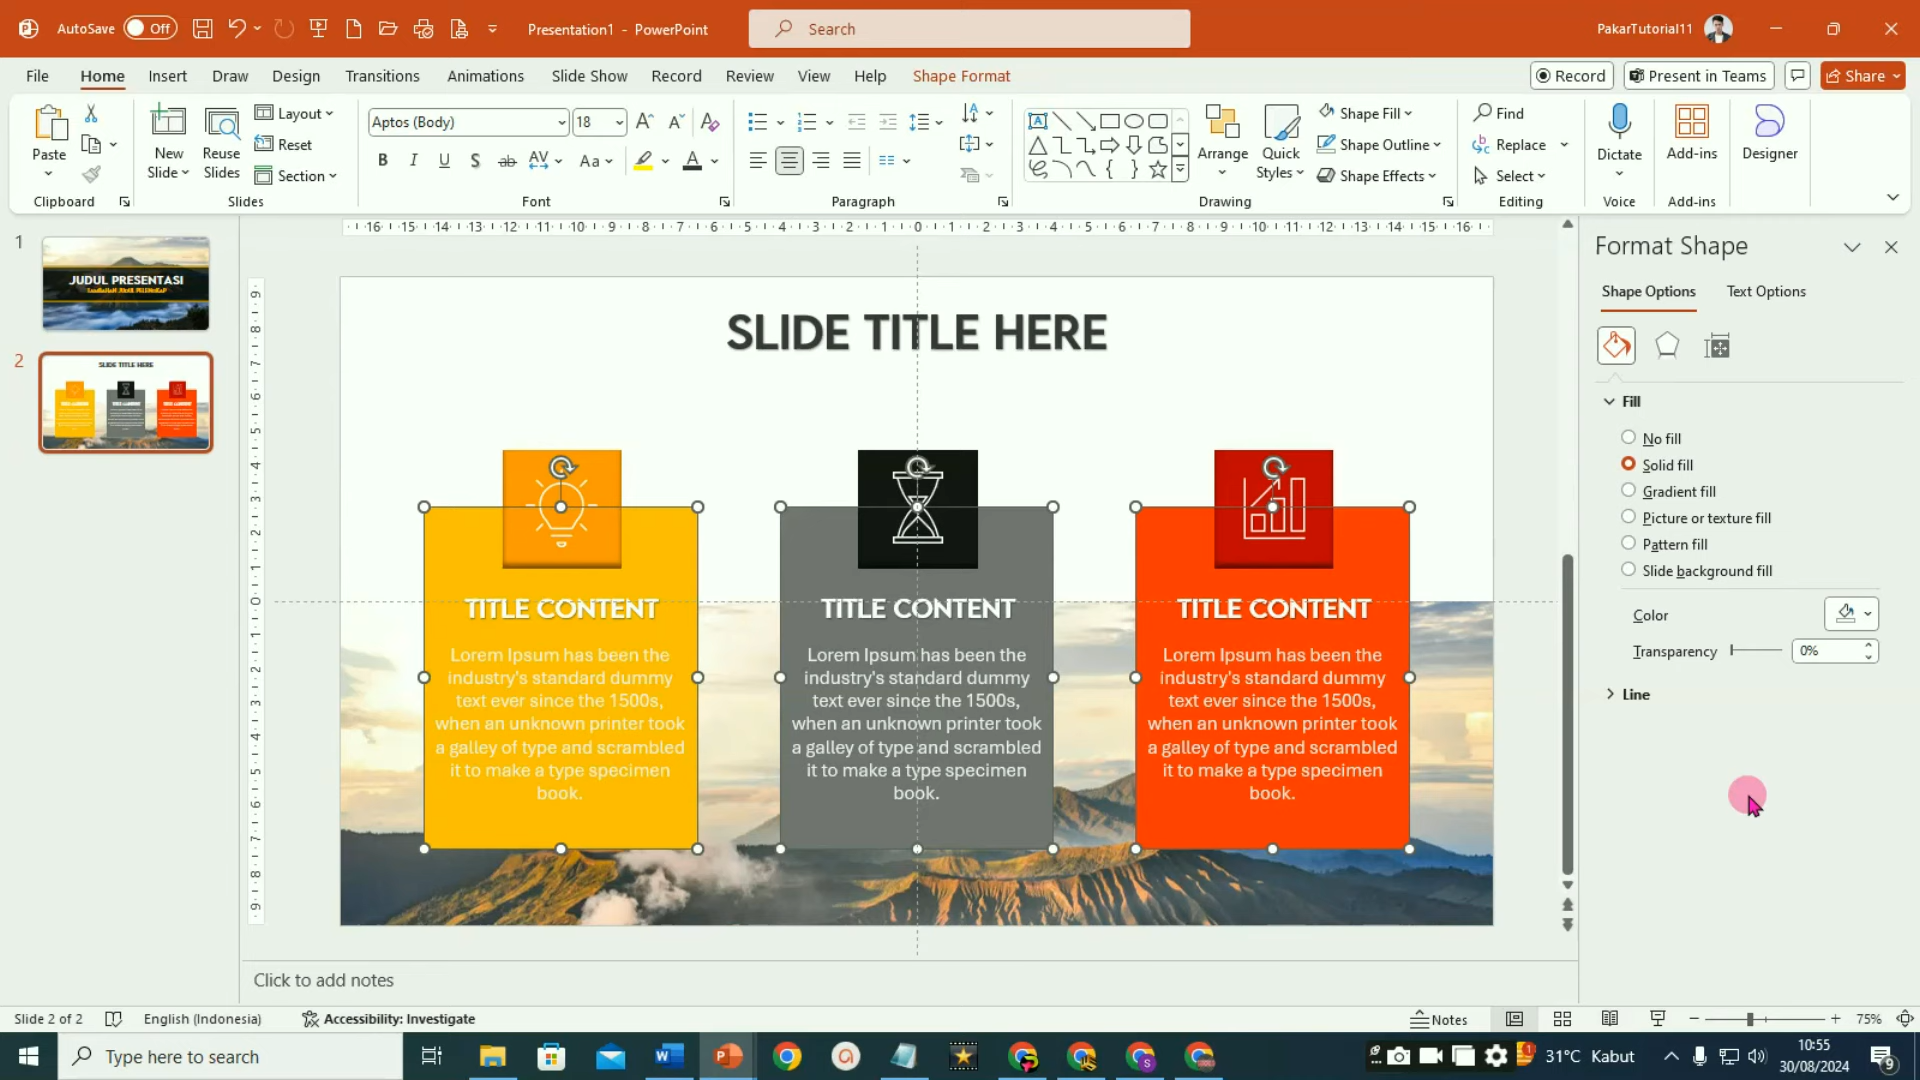 AutoSave Off
Presentation1 - PowerPoint
Search
PakarTutorial11
File Home Insert Draw Design Transitions Animations Slide Show Record Review View Help Shape Format
Record Present in Teams Share
Paste
New Slide
Reuse Slides
Layout
Reset
Section
Aptos (Body) 18
Arrange
Quick Styles
Shape Fill
Shape Outline
Shape Effects
Find
Replace
Select
Dictate
Add-ins
Designer
Clipboard Slides Font Paragraph Drawing Editing Voice Add-ins
1
JUDUL PRESENTASI
2
SLIDE TITLE HERE
SLIDE TITLE HERE
TITLE CONTENT
Lorem Ipsum has been the
industry's standard dummy
text ever since the 1500s,
when an unknown printer took
a galley of type and scrambled
it to make a type specimen
book.
TITLE CONTENT
Lorem Ipsum has been the
industry's standard dummy
text ever since the 1500s,
when an unknown printer took
a galley of type and scrambled
it to make a type specimen
book.
TITLE CONTENT
Lorem Ipsum has been the
industry's standard dummy
text ever since the 1500s,
when an unknown printer took
a galley of type and scrambled
it to make a type specimen
book.
Format Shape
Shape Options Text Options
Fill
No fill
Solid fill
Gradient fill
Picture or texture fill
Pattern fill
Slide background fill
Color
Transparency 0%
Line
Click to add notes
Slide 2 of 2 English (Indonesia) Accessibility: Investigate
Notes
75%
Type here to search
31°C Kabut
10:55
30/08/2024
9